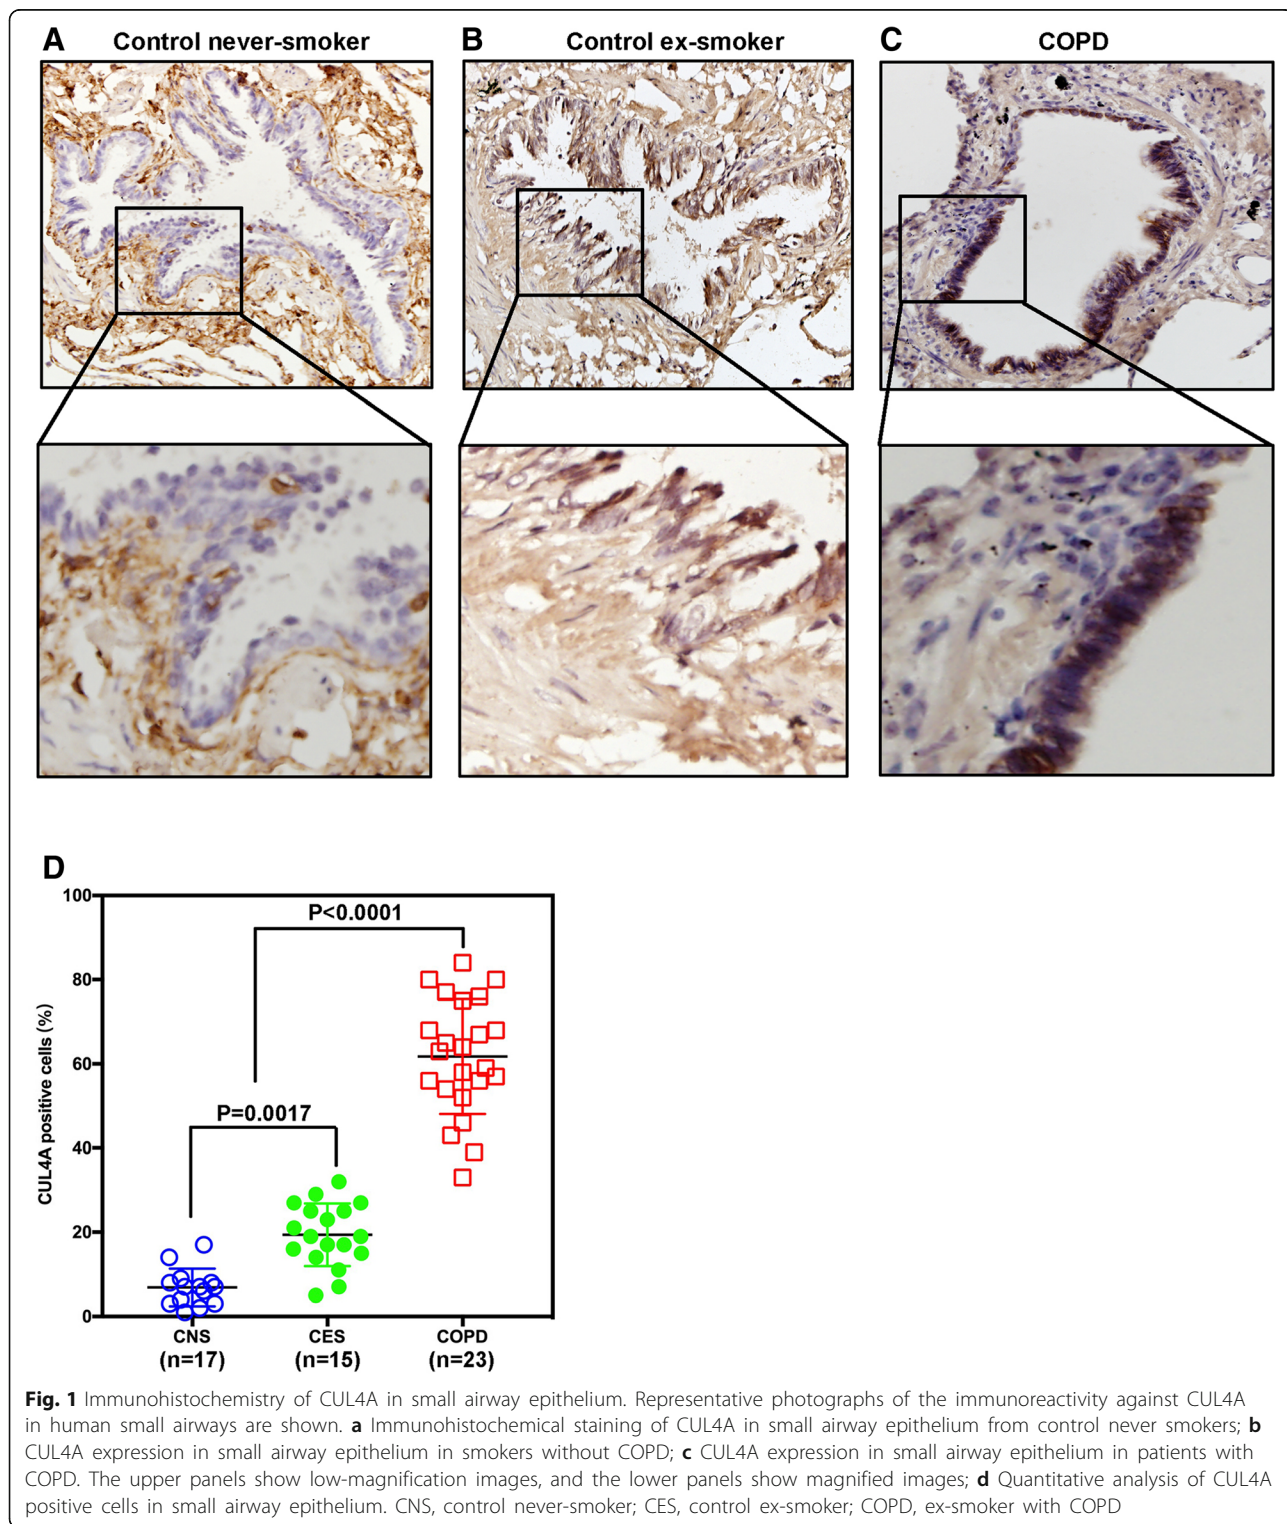 A Control never-smoker B Control ex-smoker C COPD
D
100
80
60
40
20
0
CUL4A positive cells (%)
P<0.0001
P=0.0017
CNS CES COPD
(n=17) (n=15) (n=23)
Fig. 1 Immunohistochemistry of CUL4A in small airway epithelium. Representative photographs of the immunoreactivity against CUL4A
in human small airways are shown. a Immunohistochemical staining of CUL4A in small airway epithelium from control never smokers; b
CUL4A expression in small airway epithelium in smokers without COPD; c CUL4A expression in small airway epithelium in patients with
COPD. The upper panels show low-magnification images, and the lower panels show magnified images; d Quantitative analysis of CUL4A
positive cells in small airway epithelium. CNS, control never-smoker; CES, control ex-smoker; COPD, ex-smoker with COPD